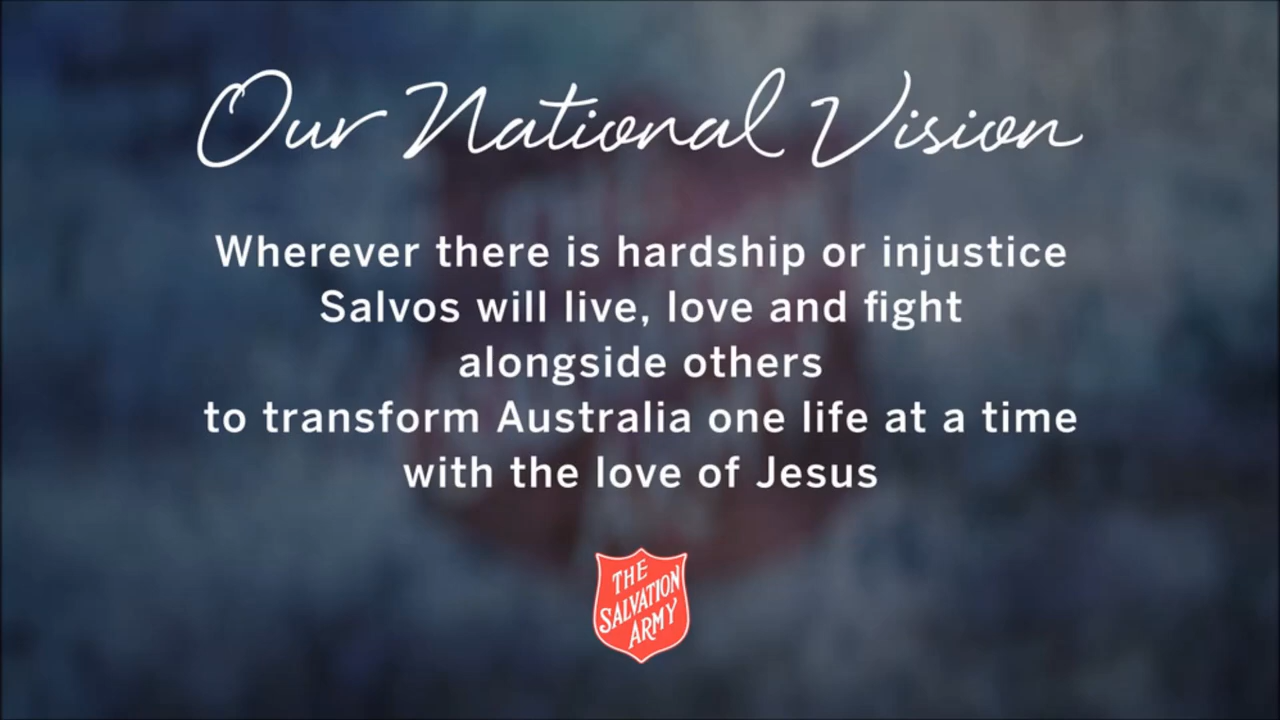 Our National Vision
Wherever there is hardship or injustice
Salvos will live, love and fight
alongside others
to transform Australia one life at a time
with the love of Jesus
THE
SALVATION
ARMY